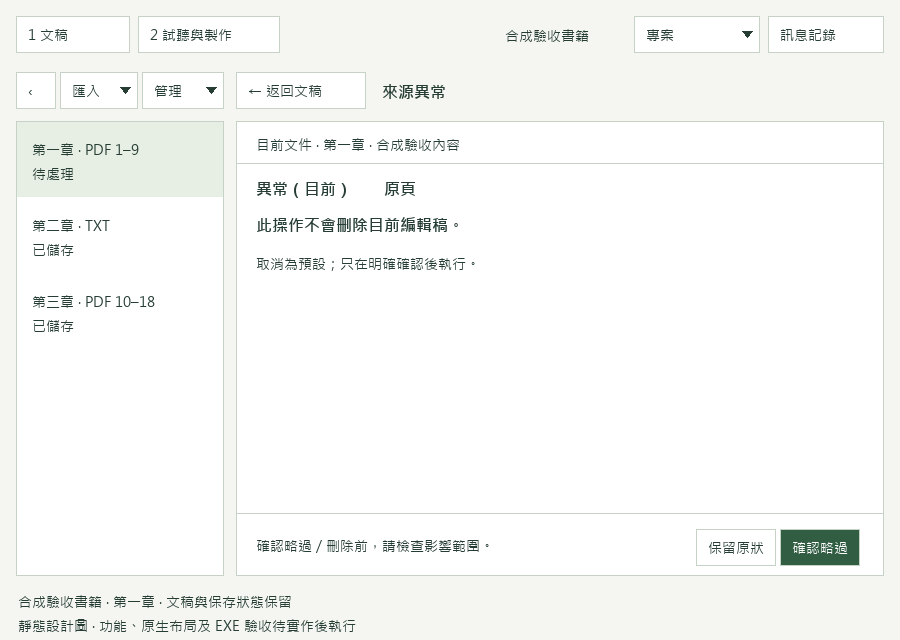 1 文稿
2 試聽與製作
合成驗收書籍
專案
訊息記錄
‹
匯入
管理
← 返回文稿
來源異常
第一章 · PDF 1–9
待處理
第二章 · TXT
已儲存
第三章 · PDF 10–18
已儲存
目前文件 · 第一章 · 合成驗收內容
異常（目前） 原頁
此操作不會刪除目前編輯稿。
取消為預設；只在明確確認後執行。
確認略過 / 刪除前，請檢查影響範圍。
保留原狀
確認略過
合成驗收書籍 · 第一章 · 文稿與保存狀態保留
靜態設計圖 · 功能、原生布局及 EXE 驗收待實作後執行